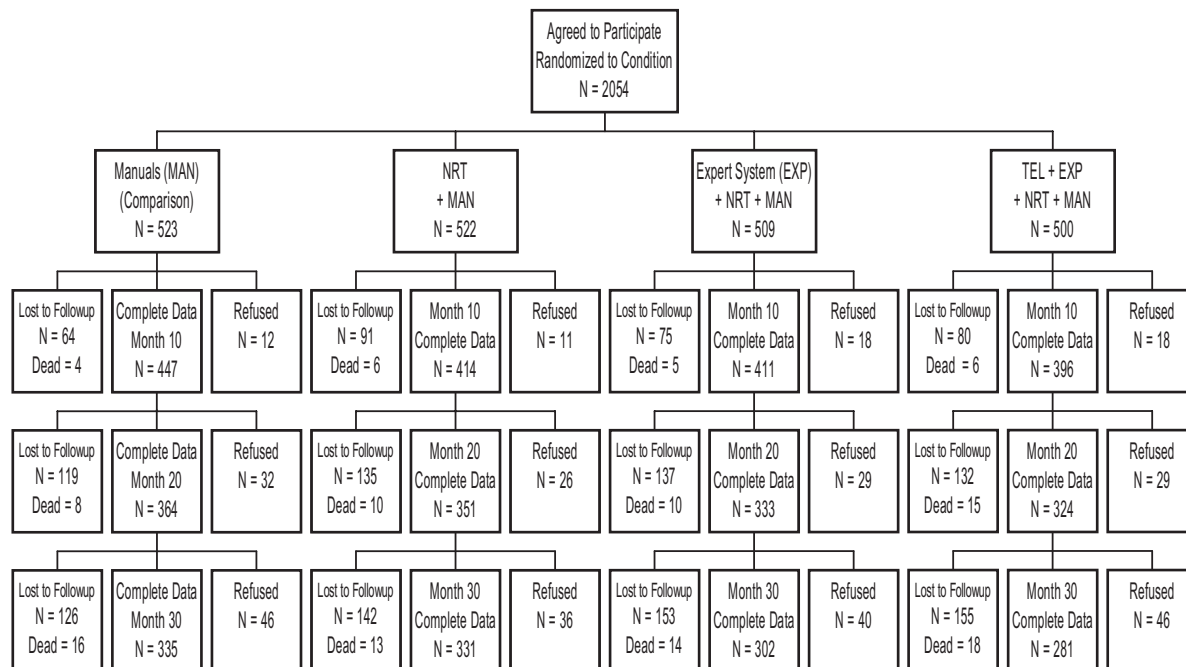 Agreed to Participate
Randomized to Condition
N = 2054
Manuals (MAN)
(Comparison)
N = 523
NRT
+ MAN
N = 522
Expert System (EXP)
+ NRT + MAN
N = 509
TEL + EXP
+ NRT + MAN
N = 500
Lost to Followup
N = 64
Dead = 4
Complete Data
Month 10
N = 447
Refused
N = 12
Lost to Followup
N = 91
Dead = 6
Month 10
Complete Data
N = 414
Refused
N = 11
Lost to Followup
N = 75
Dead = 5
Month 10
Complete Data
N = 411
Refused
N = 18
Lost to Followup
N = 80
Dead = 6
Month 10
Complete Data
N = 396
Refused
N = 18
Lost to Followup
N = 119
Dead = 8
Complete Data
Month 20
N = 364
Refused
N = 32
Lost to Followup
N = 135
Dead = 10
Month 20
Complete Data
N = 351
Refused
N = 26
Lost to Followup
N = 137
Dead = 10
Month 20
Complete Data
N = 333
Refused
N = 29
Lost to Followup
N = 132
Dead = 15
Month 20
Complete Data
N = 324
Refused
N = 29
Lost to Followup
N = 126
Dead = 16
Complete Data
Month 30
N = 335
Refused
N = 46
Lost to Followup
N = 142
Dead = 13
Month 30
Complete Data
N = 331
Refused
N = 36
Lost to Followup
N = 153
Dead = 14
Month 30
Complete Data
N = 302
Refused
N = 40
Lost to Followup
N = 155
Dead = 18
Month 30
Complete Data
N = 281
Refused
N = 46